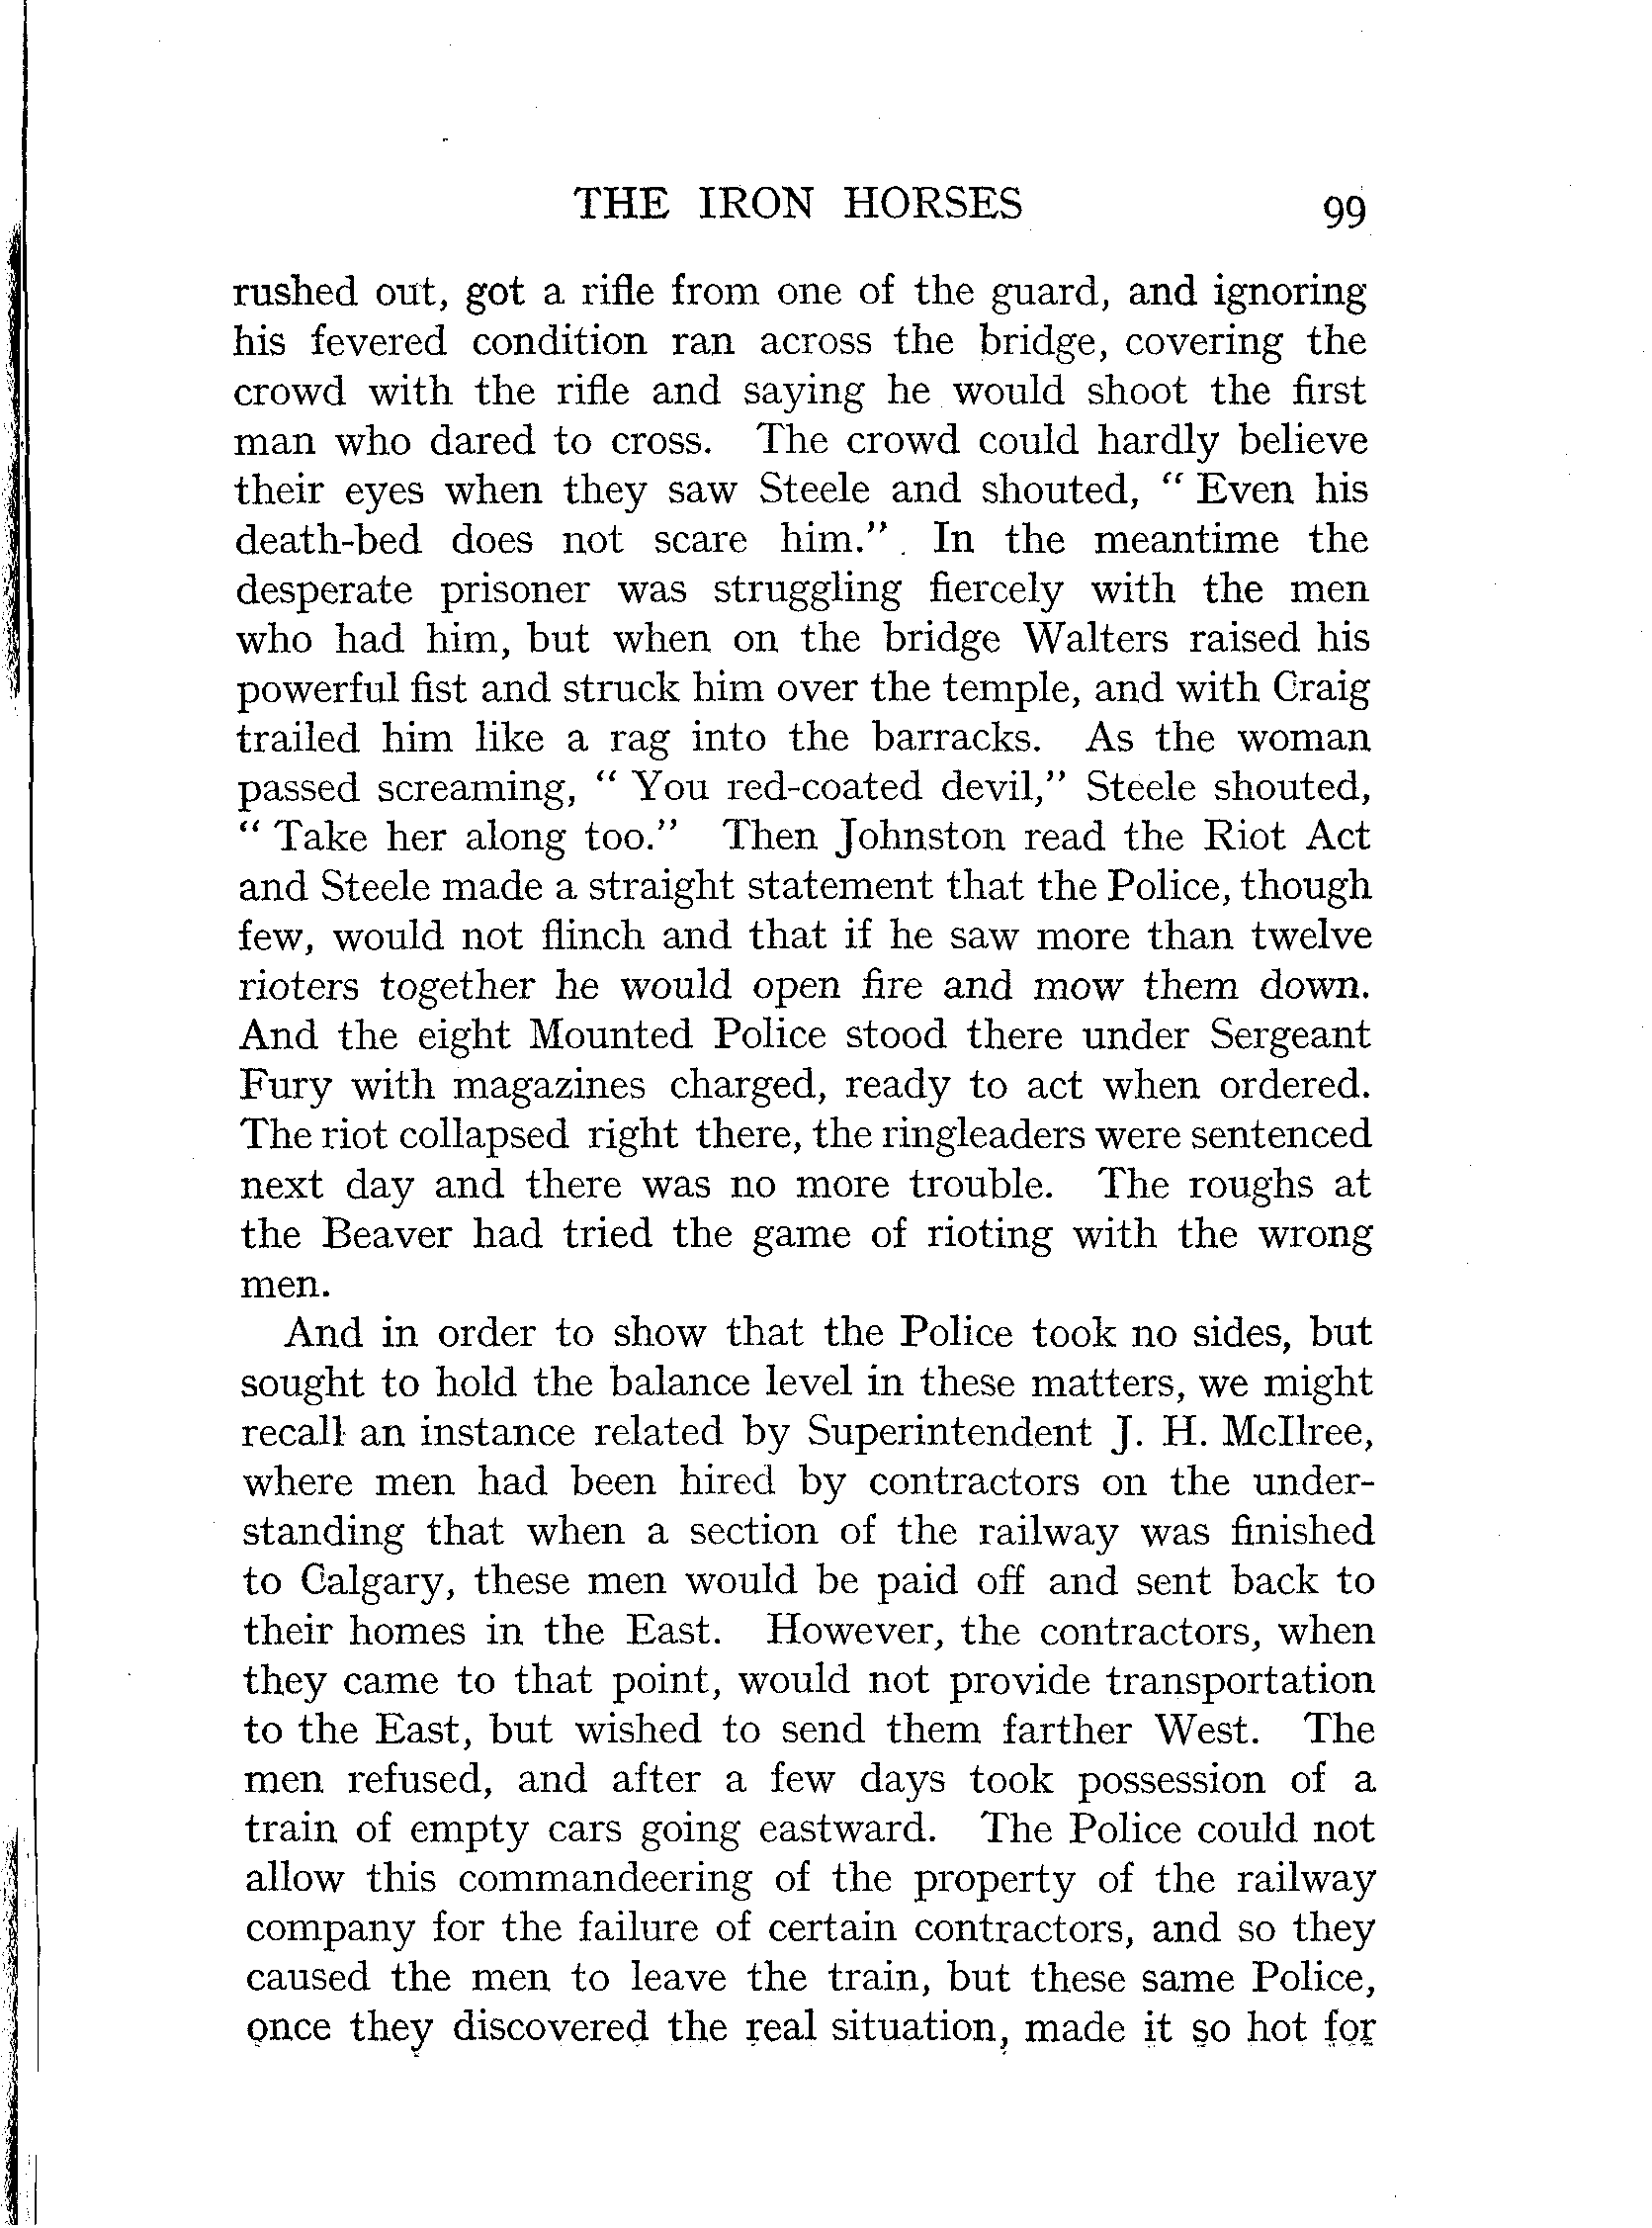 THE IRON HORSES 99
rushed out, got a rifle from one of the guard, and ignoring
his fevered condition ran across the bridge, covering the
crowd with the rifle and saying he would shoot the first
man who dared to cross. The crowd could hardly believe
their eyes when they saw Steele and shouted, “ Even his
death-bed does not scare him.” In the meantime the
desperate prisoner was struggling fiercely with the men
who had him, but when on the bridge Walters raised his
powerful fist and struck him over the temple, and with Craig
trailed him like a rag into the barracks. As the woman
passed screaming, “ You red-coated devil,” Steele shouted,
“ Take her along too.” Then Johnston read the Riot Act
and Steele made a straight statement that the Police, though
few, would not flinch and that if he saw more than twelve
rioters together he would open fire and mow them down.
And the eight Mounted Police stood there under Sergeant
Fury with magazines charged, ready to act when ordered.
The riot collapsed right there, the ringleaders were sentenced
next day and there was no more trouble. The roughs at
the Beaver had tried the game of rioting with the wrong
men.
And in order to show that the Police took no sides, but
sought to hold the balance level in these matters, we might
recall an instance related by Superintendent J. H. McIlree,
where men had been hired by contractors on the under-
standing that when a section of the railway was finished
to Calgary, these men would be paid off and sent back to
their homes in the East. However, the contractors, when
they came to that point, would not provide transportation
to the East, but wished to send them farther West. The
men refused, and after a few days took possession of a
train of empty cars going eastward. The Police could not
allow this commandeering of the property of the railway
company for the failure of certain contractors, and so they
caused the men to leave the train, but these same Police,
once they discovered the real situation, made it so hot for